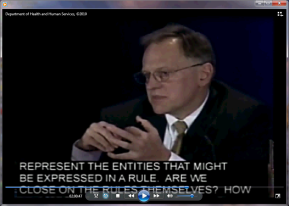 Department of Health and Human Services, ©2010
REPRESENT THE ENTITIES THAT MIGHT
BE EXPRESSED IN A RULE. ARE WE
CLOSE ON THE RULES THEMSELVES? HOW